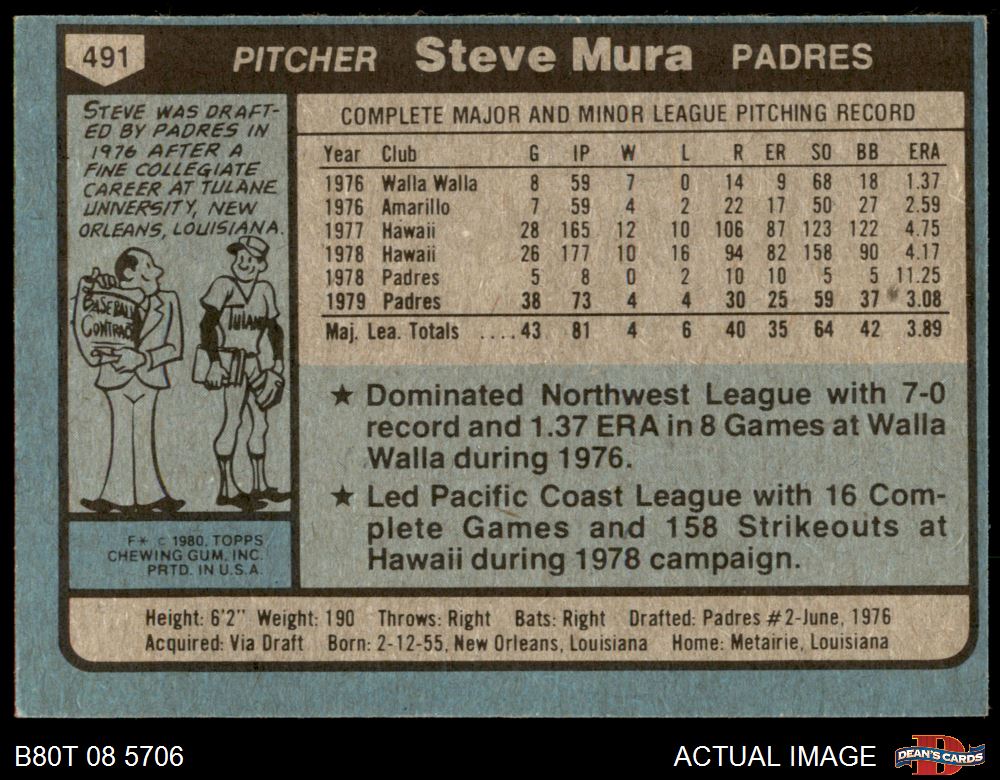 491 PITCHER Steve Mura PADRES
STEVE WAS DRAFT-
ED BY PADRES IN
1976 AFTER A
FINE COLLEGIATE
CAREER AT TULANE
UNIVERSITY, NEW
ORLEANS, LOUISIANA.
BASEBALL
CONTRACT
TULANE
F* © 1980, TOPPS
CHEWING GUM, INC.
PRTD. IN U.S.A.
COMPLETE MAJOR AND MINOR LEAGUE PITCHING RECORD
Year Club G IP W L R ER SO BB ERA
1976 Walla Walla 8 59 7 0 14 9 68 18 1.37
1976 Amarillo 7 59 4 2 22 17 50 27 2.59
1977 Hawaii 28 165 12 10 106 87 123 122 4.75
1978 Hawaii 26 177 10 16 94 82 158 90 4.17
1978 Padres 5 8 0 2 10 10 5 5 11.25
1979 Padres 38 73 4 4 30 25 59 37 3.08
Maj. Lea. Totals ....43 81 4 6 40 35 64 42 3.89
★ Dominated Northwest League with 7-0
record and 1.37 ERA in 8 Games at Walla
Walla during 1976.
★ Led Pacific Coast League with 16 Com-
plete Games and 158 Strikeouts at
Hawaii during 1978 campaign.
Height: 6'2" Weight: 190 Throws: Right Bats: Right Drafted: Padres #2-June, 1976
Acquired: Via Draft Born: 2-12-55, New Orleans, Louisiana Home: Metairie, Louisiana
B80T 08 5706 ACTUAL IMAGE DEAN'S CARDS